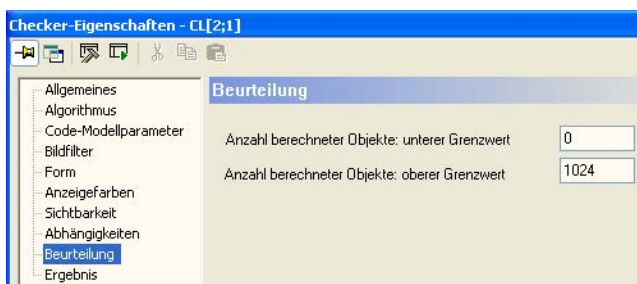 Checker-Eigenschaften - CL[2;1]
Allgemeines
Algorithmus
Code-Modellparameter
Bildfilter
Form
Anzeigefarben
Sichtbarkeit
Abhängigkeiten
Beurteilung
Ergebnis
Beurteilung
Anzahl berechneter Objekte: unterer Grenzwert 0
Anzahl berechneter Objekte: oberer Grenzwert 1024